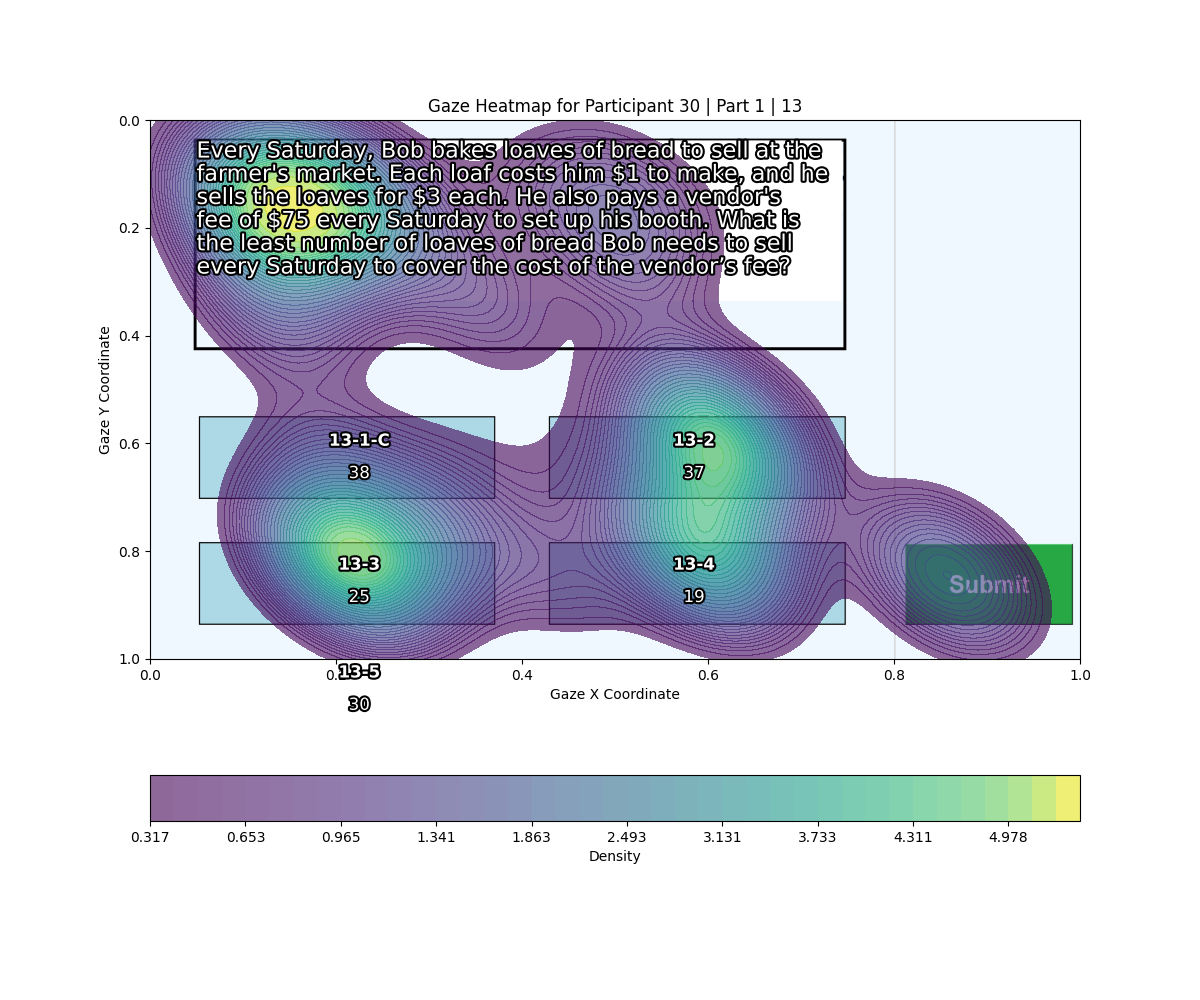 Gaze Heatmap for Participant 30 | Part 1 | 13
Every Saturday, Bob bakes loaves of bread to sell at the
farmer's market. Each loaf costs him $1 to make, and he
sells the loaves for $3 each. He also pays a vendor's
fee of $75 every Saturday to set up his booth. What is
the least number of loaves of bread Bob needs to sell
every Saturday to cover the cost of the vendor’s fee?
0.0
0.2
0.4
0.6
0.8
1.0
Gaze Y Coordinate
13-1-C
38
13-2
37
13-3
25
13-4
19
Submit
0.0 0.4 0.6 0.8 1.0
13-5
Gaze X Coordinate
30
0.317 0.653 0.965 1.341 1.863 2.493 3.131 3.733 4.311 4.978
Density